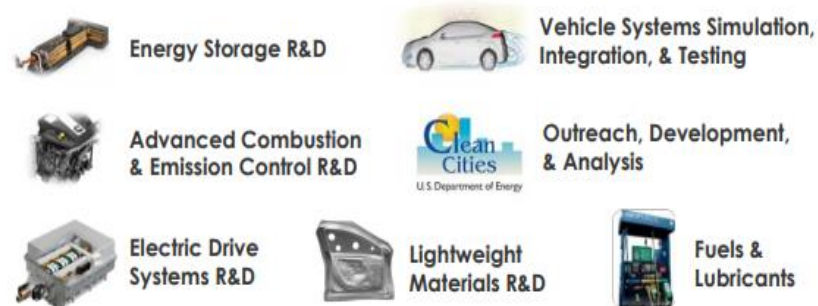 Energy Storage R&D
Vehicle Systems Simulation,
Integration, & Testing
Advanced Combustion
& Emission Control R&D
Clean
Cities
U.S. Department of Energy
Outreach, Development,
& Analysis
Electric Drive
Systems R&D
Lightweight
Materials R&D
Fuels &
Lubricants